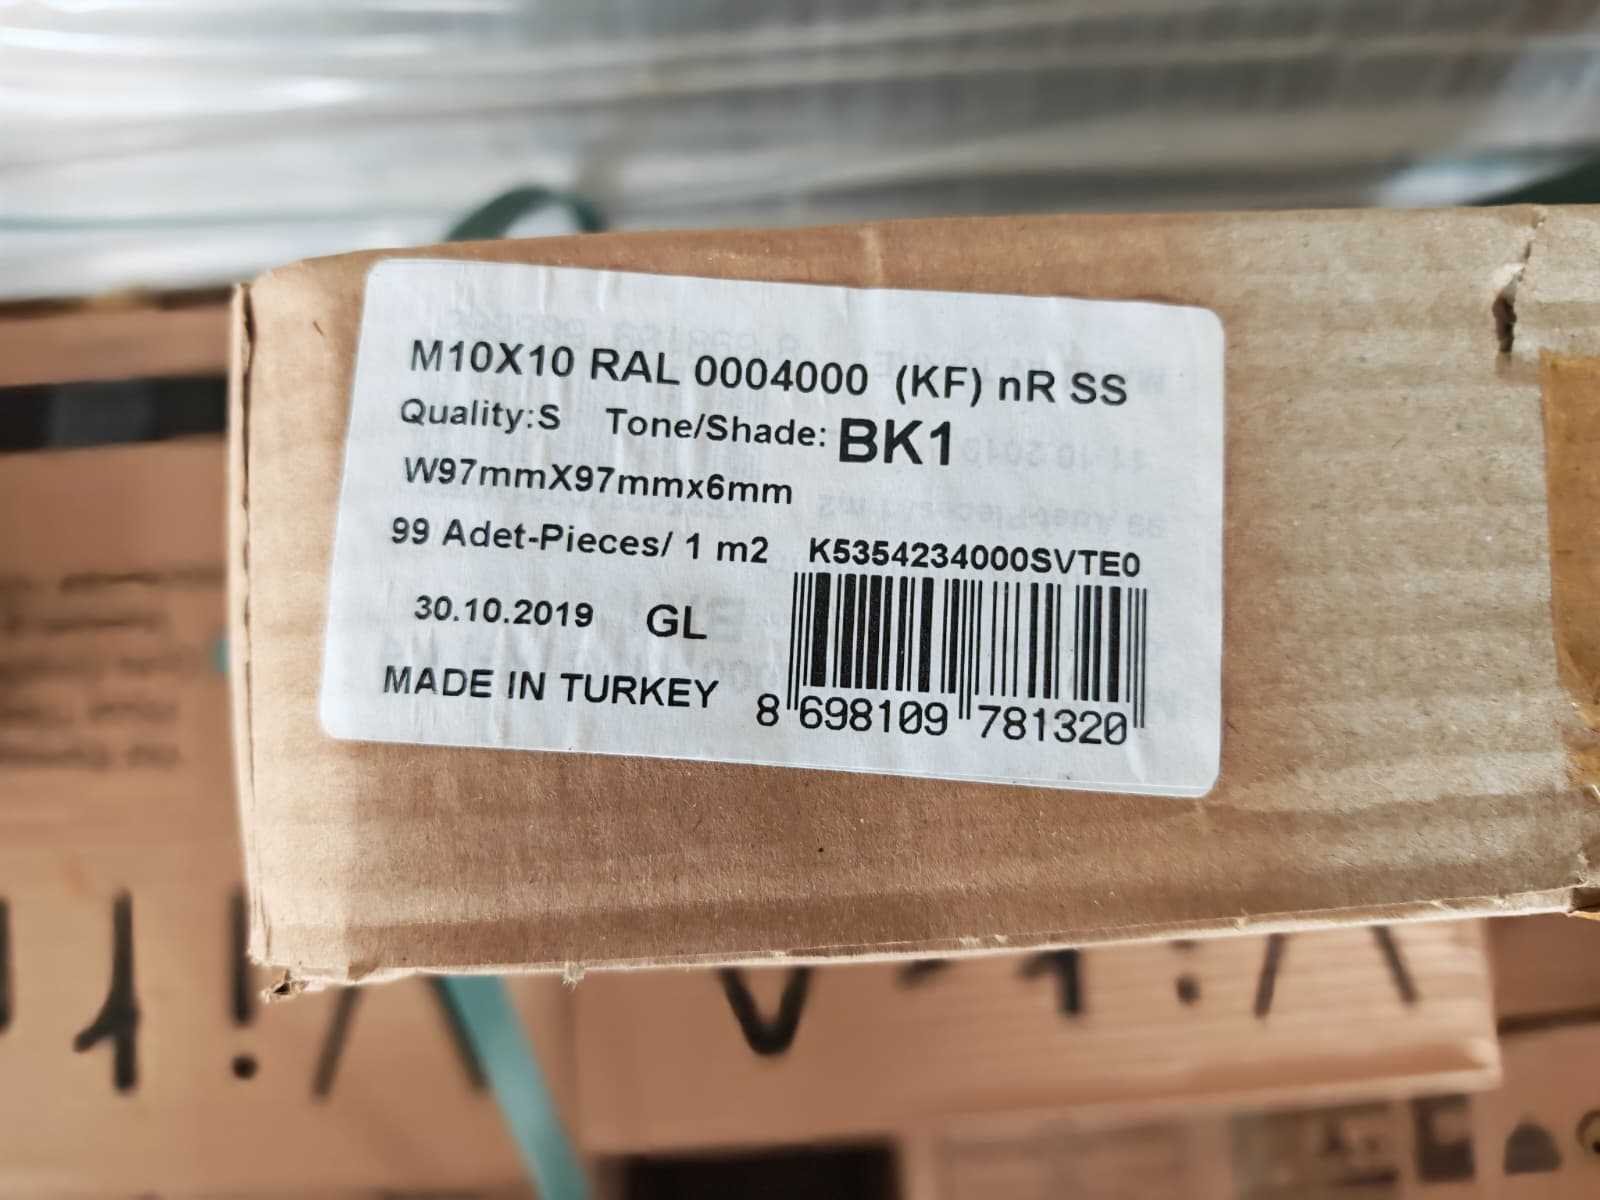 M10X10 RAL 0004000 (KF) nR SS
Quality:S Tone/Shade: BK1
W97mmX97mmx6mm
99 Adet-Pieces/ 1 m2 K5354234000SVTE0
30.10.2019 GL
MADE IN TURKEY 8 698109 781320